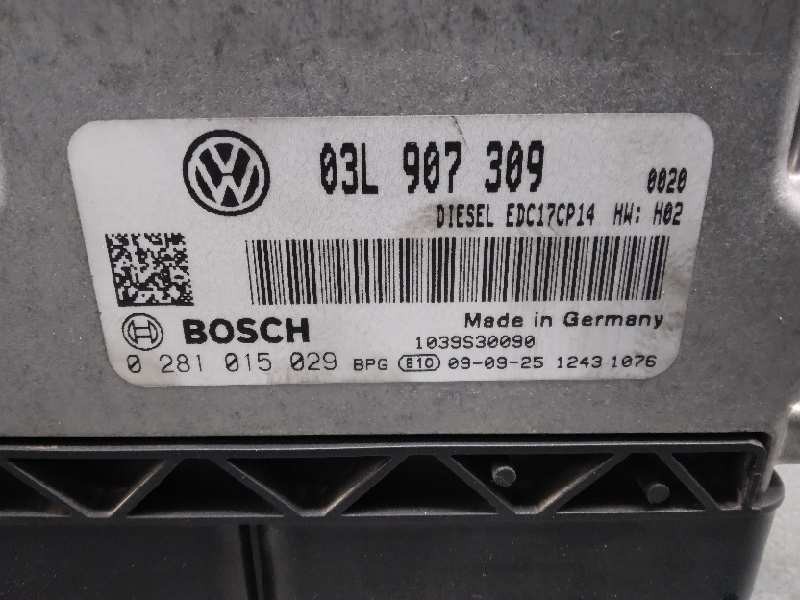 VW 03L 907 309 0020
DIESEL EDC17CP14 HW: H02
BOSCH Made in Germany
1039S30090
0 281 015 029 BPG E10 09-09-25 1243 1076